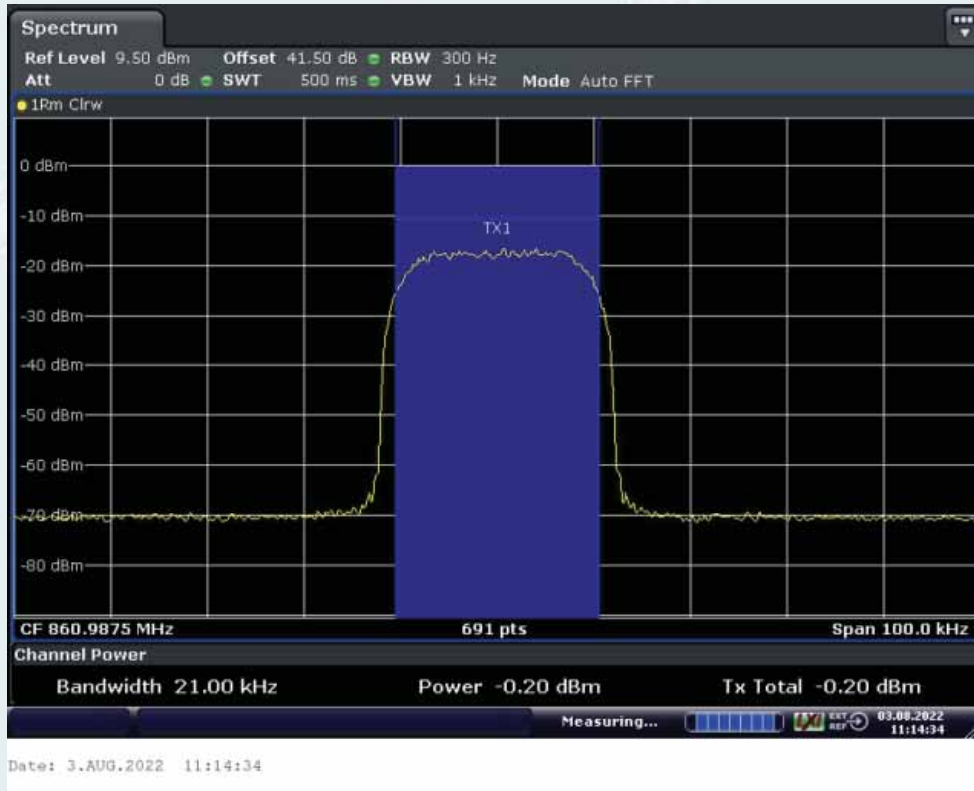 Spectrum
Ref Level 9.50 dBm Offset 41.50 dB RBW 300 Hz
Att 0 dB SWT 500 ms VBW 1 kHz Mode Auto FFT
1Rm Clrw
0 dBm
-10 dBm
TX1
-20 dBm
-30 dBm
-40 dBm
-50 dBm
-60 dBm
-70 dBm
-80 dBm
CF 860.9875 MHz 691 pts Span 100.0 kHz
Channel Power
Bandwidth 21.00 kHz Power -0.20 dBm Tx Total -0.20 dBm
Measuring... LXI EXT REF 03.08.2022
11:14:34
Date: 3.AUG.2022 11:14:34